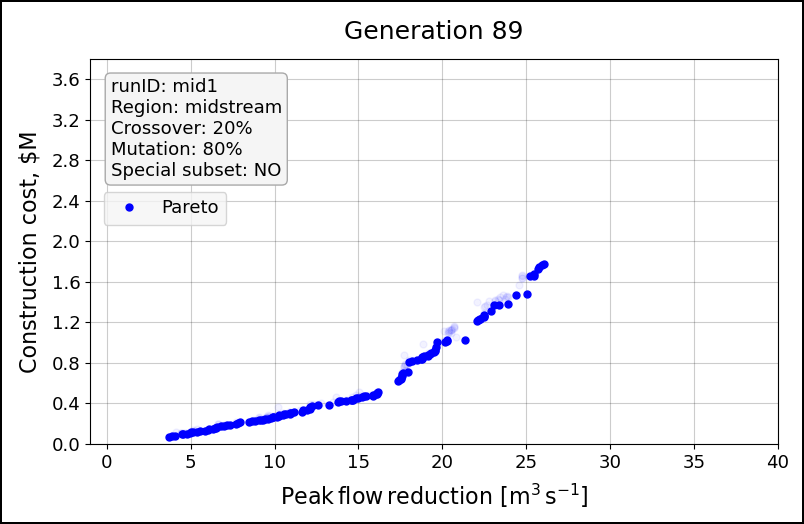 Generation 89
runID: mid1
Region: midstream
Crossover: 20%
Mutation: 80%
Special subset: NO
Pareto
Construction cost, $M
3.6
3.2
2.8
2.4
2.0
1.6
1.2
0.8
0.4
0.0
0 5 10 15 20 25 30 35 40
Peak flow reduction [m³ s⁻¹]